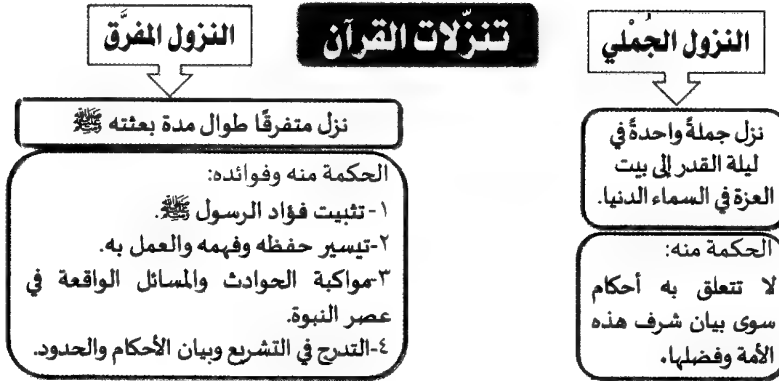 تنزّلات القرآن
النزول الجُملي
نزل جملةً واحدةً في
ليلة القدر إلى بيت
العزة في السماء الدنيا.
الحكمة منه:
لا تتعلق به أحكام
سوى بيان شرف هذه
الأمة وفضلها.
النزول المفرَّق
نزل متفرقًا طوال مدة بعثته ﷺ
الحكمة منه وفوائده:
١- تثبيت فؤاد الرسول ﷺ.
٢-تيسير حفظه وفهمه والعمل به.
٣-مواكبة الحوادث والمسائل الواقعة في
عصر النبوة.
٤-التدرج في التشريع وبيان الأحكام والحدود.